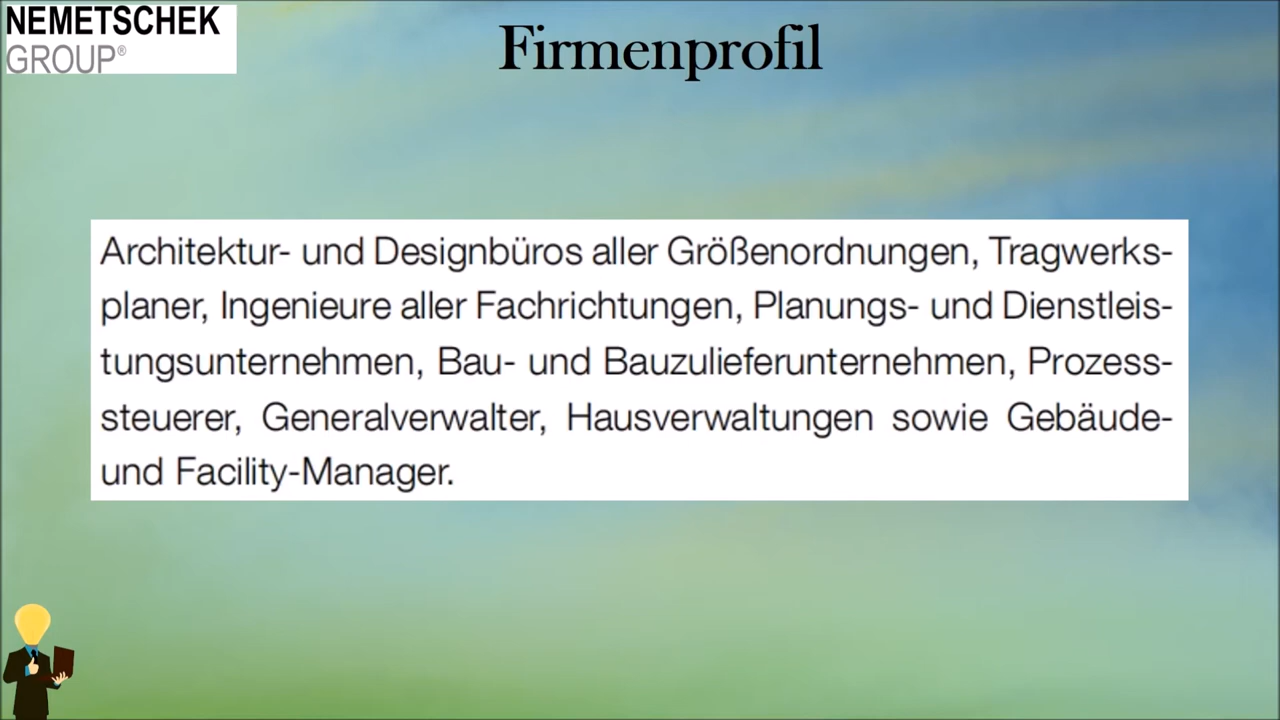 NEMETSCHEK
GROUP®
Firmenprofil
Architektur- und Designbüros aller Größenordnungen, Tragwerks-
planer, Ingenieure aller Fachrichtungen, Planungs- und Dienstleis-
tungsunternehmen, Bau- und Bauzulieferunternehmen, Prozess-
steuerer, Generalverwalter, Hausverwaltungen sowie Gebäude-
und Facility-Manager.